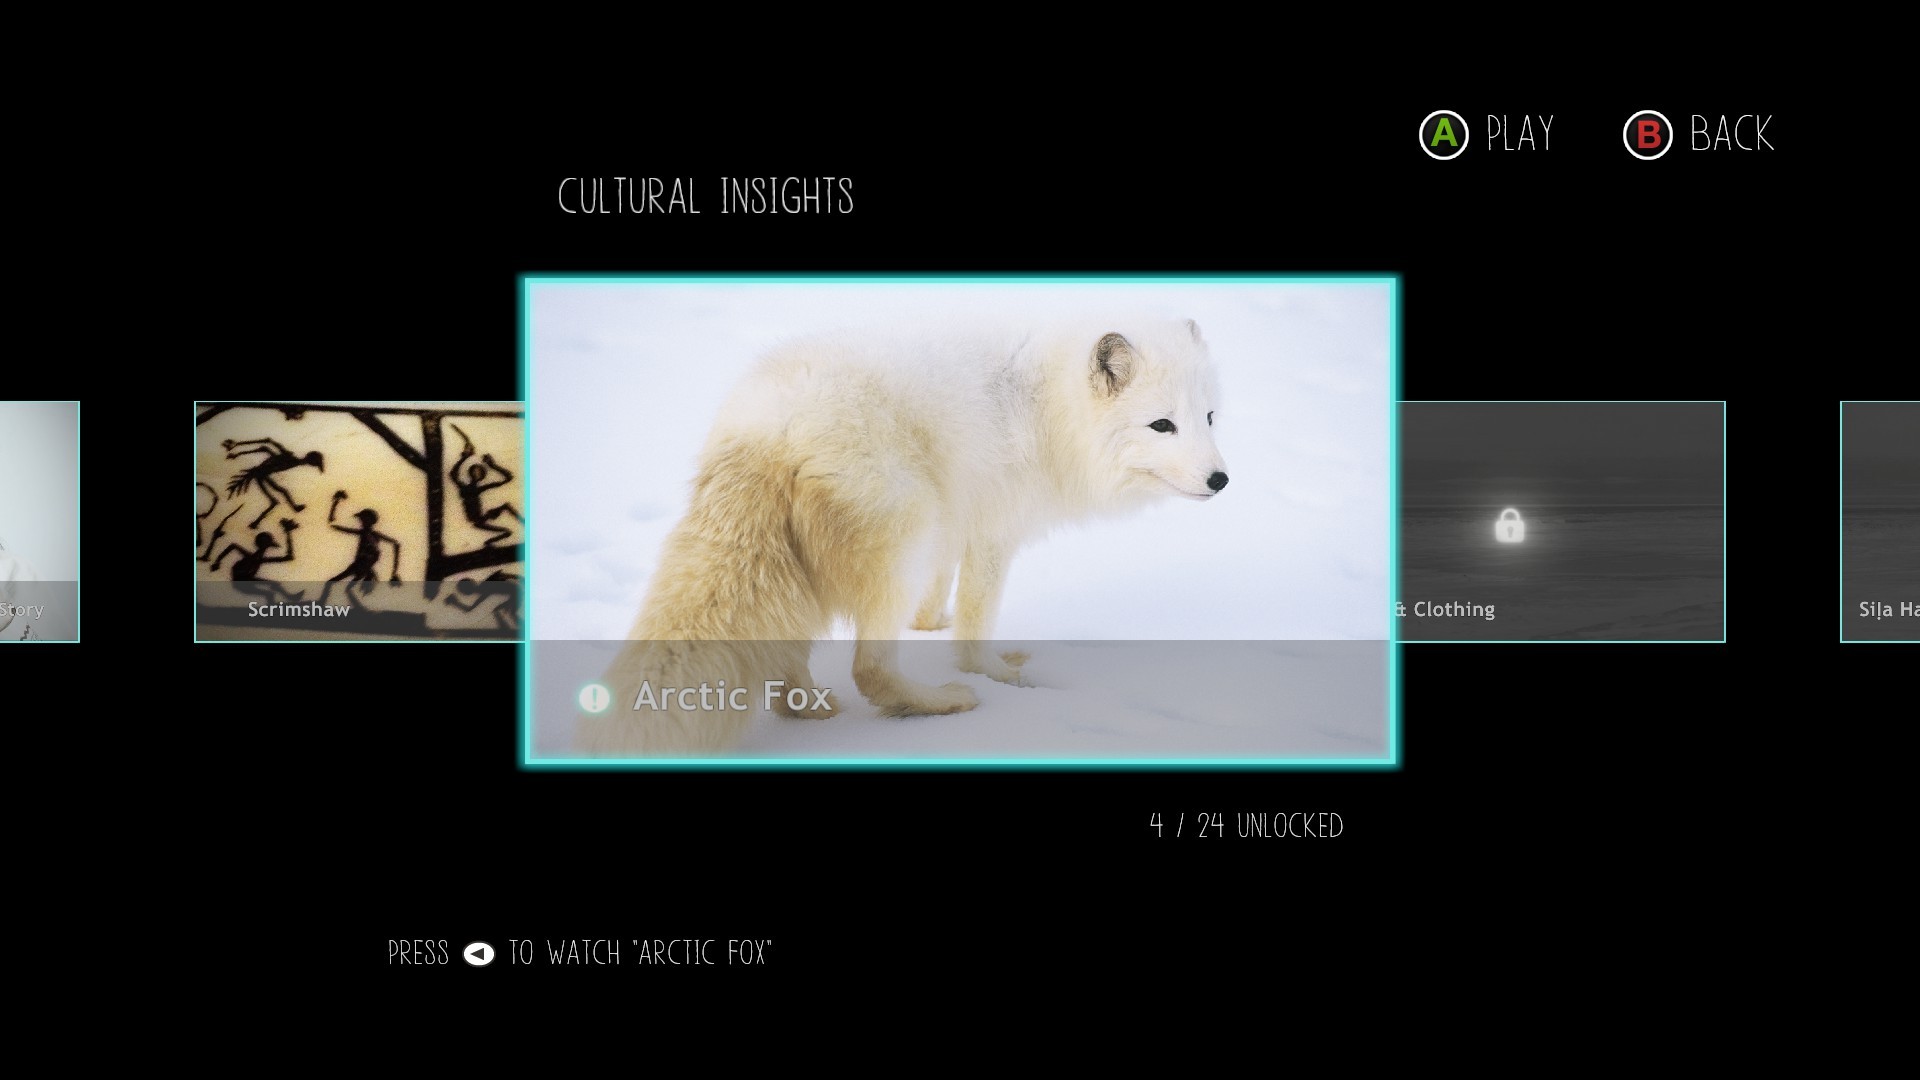 A PLAY
B BACK
CULTURAL INSIGHTS
Story
Scrimshaw
! Arctic Fox
& Clothing
Siḷa Ha
4 / 24 UNLOCKED
PRESS ◀ TO WATCH "ARCTIC FOX"